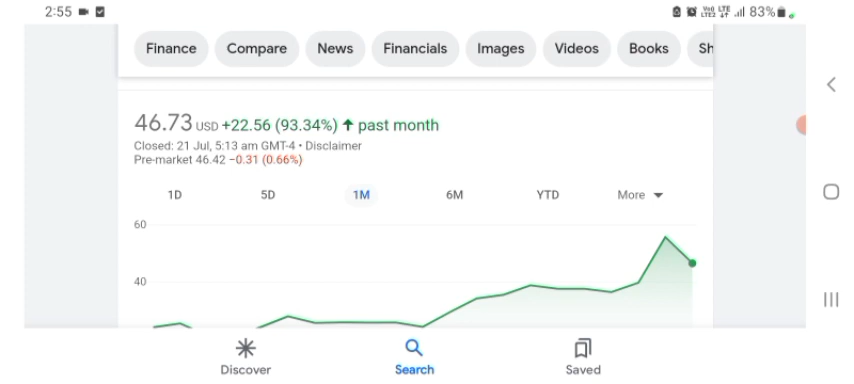 2:55 83%
Finance Compare News Financials Images Videos Books Sh
46.73 USD +22.56 (93.34%) ↑ past month
Closed: 21 Jul, 5:13 am GMT-4 • Disclaimer
Pre-market 46.42 −0.31 (0.66%)
1D 5D 1M 6M YTD More
60
40
Discover Search Saved